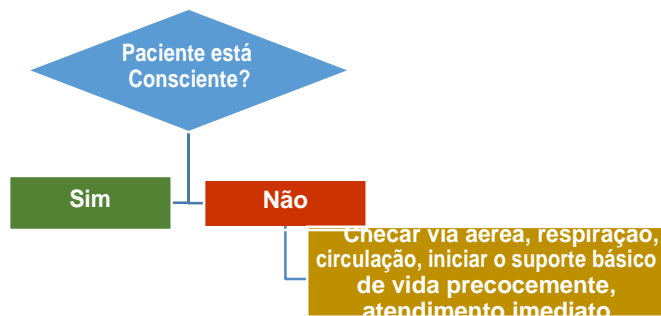 Paciente está
Consciente?
Sim
Não
Checar via aérea, respiração,
circulação, iniciar o suporte básico
de vida precocemente,
atendimento imediato